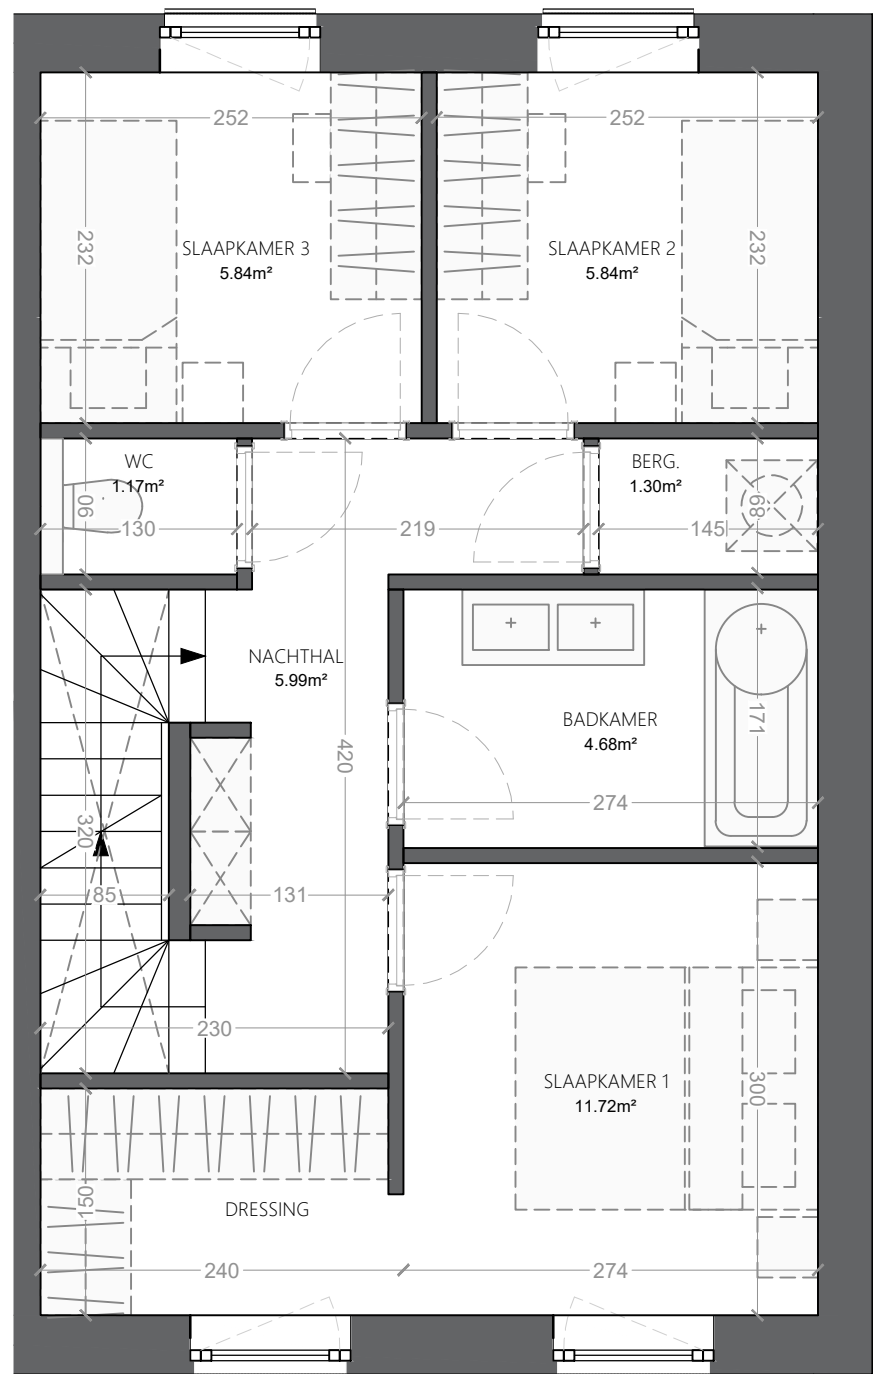 252
252
232
SLAAPKAMER 3
5.84m²
SLAAPKAMER 2
5.84m²
232
WC
1.17m²
90
130
219
BERG.
1.30m²
145
89
NACHTHAL
5.99m²
420
BADKAMER
4.68m²
171
274
320
85
131
230
SLAAPKAMER 1
11.72m²
300
150
DRESSING
240
274